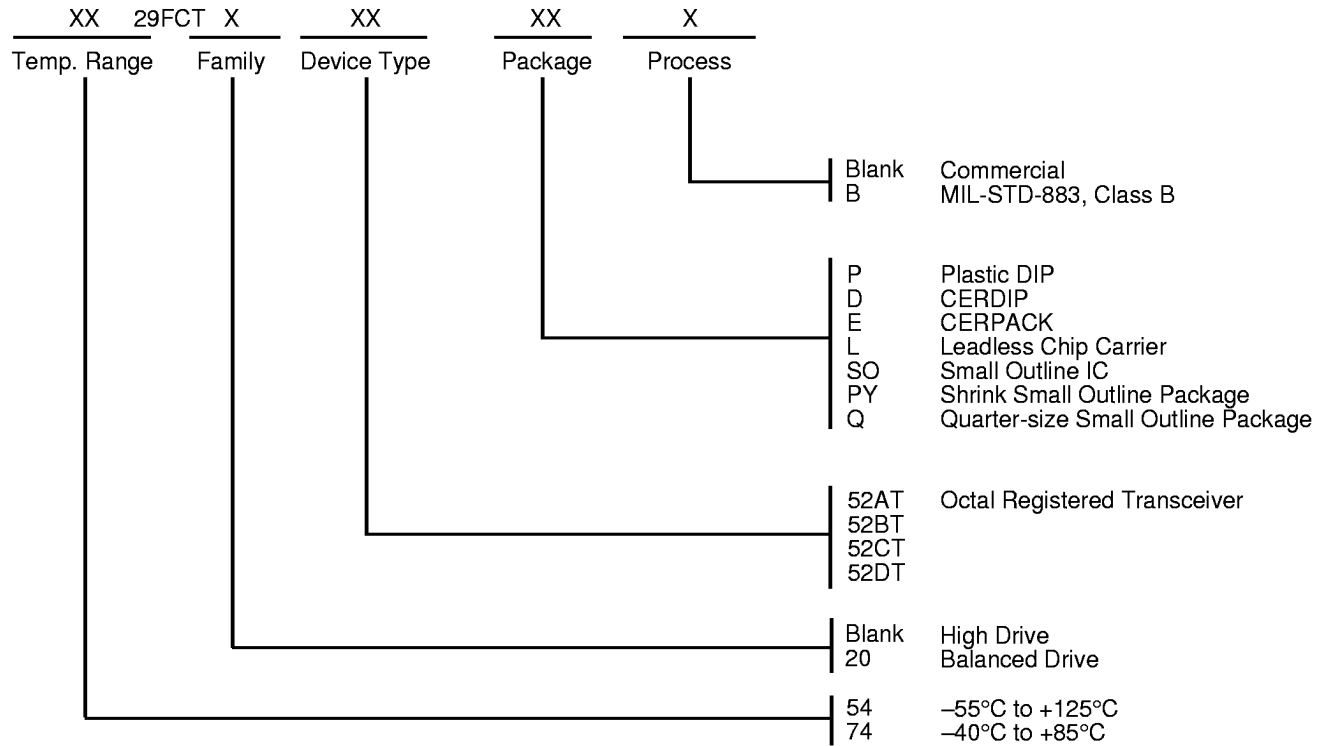 XX 29FCT X XX XX X
Temp. Range Family Device Type Package Process
Blank Commercial
B MIL-STD-883, Class B
P Plastic DIP
D CERDIP
E CERPACK
L Leadless Chip Carrier
SO Small Outline IC
PY Shrink Small Outline Package
Q Quarter-size Small Outline Package
52AT Octal Registered Transceiver
52BT
52CT
52DT
Blank High Drive
20 Balanced Drive
54 –55°C to +125°C
74 –40°C to +85°C